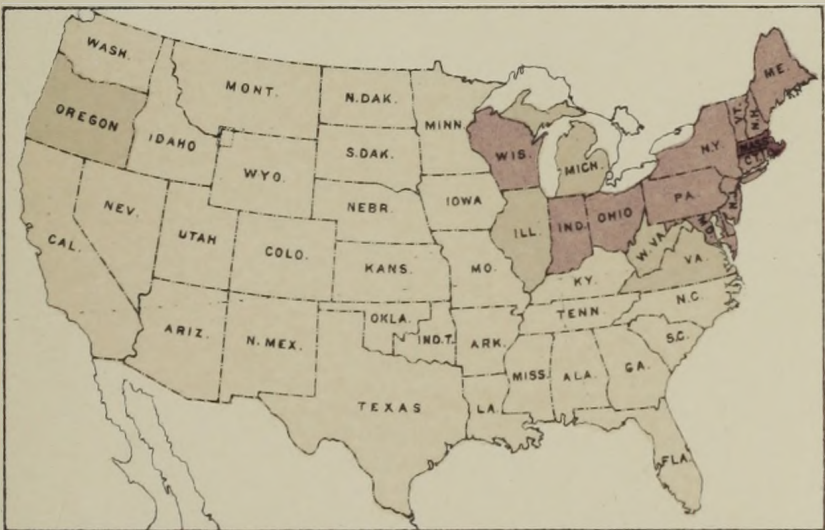 WASH.
MONT.
N.DAK.
MINN
ME.
OREGON
IDAHO
S.DAK.
WIS.
MICH.
N.Y.
VT.
N.H.
MASS
CT.
WYO.
NEV.
NEBR.
IOWA
PA.
N.J.
CAL.
UTAH
COLO.
ILL.
IND.
OHIO
MD.
W.VA.
VA.
KANS.
MO.
KY.
N.C.
ARIZ.
N.MEX.
OKLA.
IND.T.
TENN.
ARK.
S.C.
MISS.
ALA.
GA.
TEXAS
LA.
FLA.